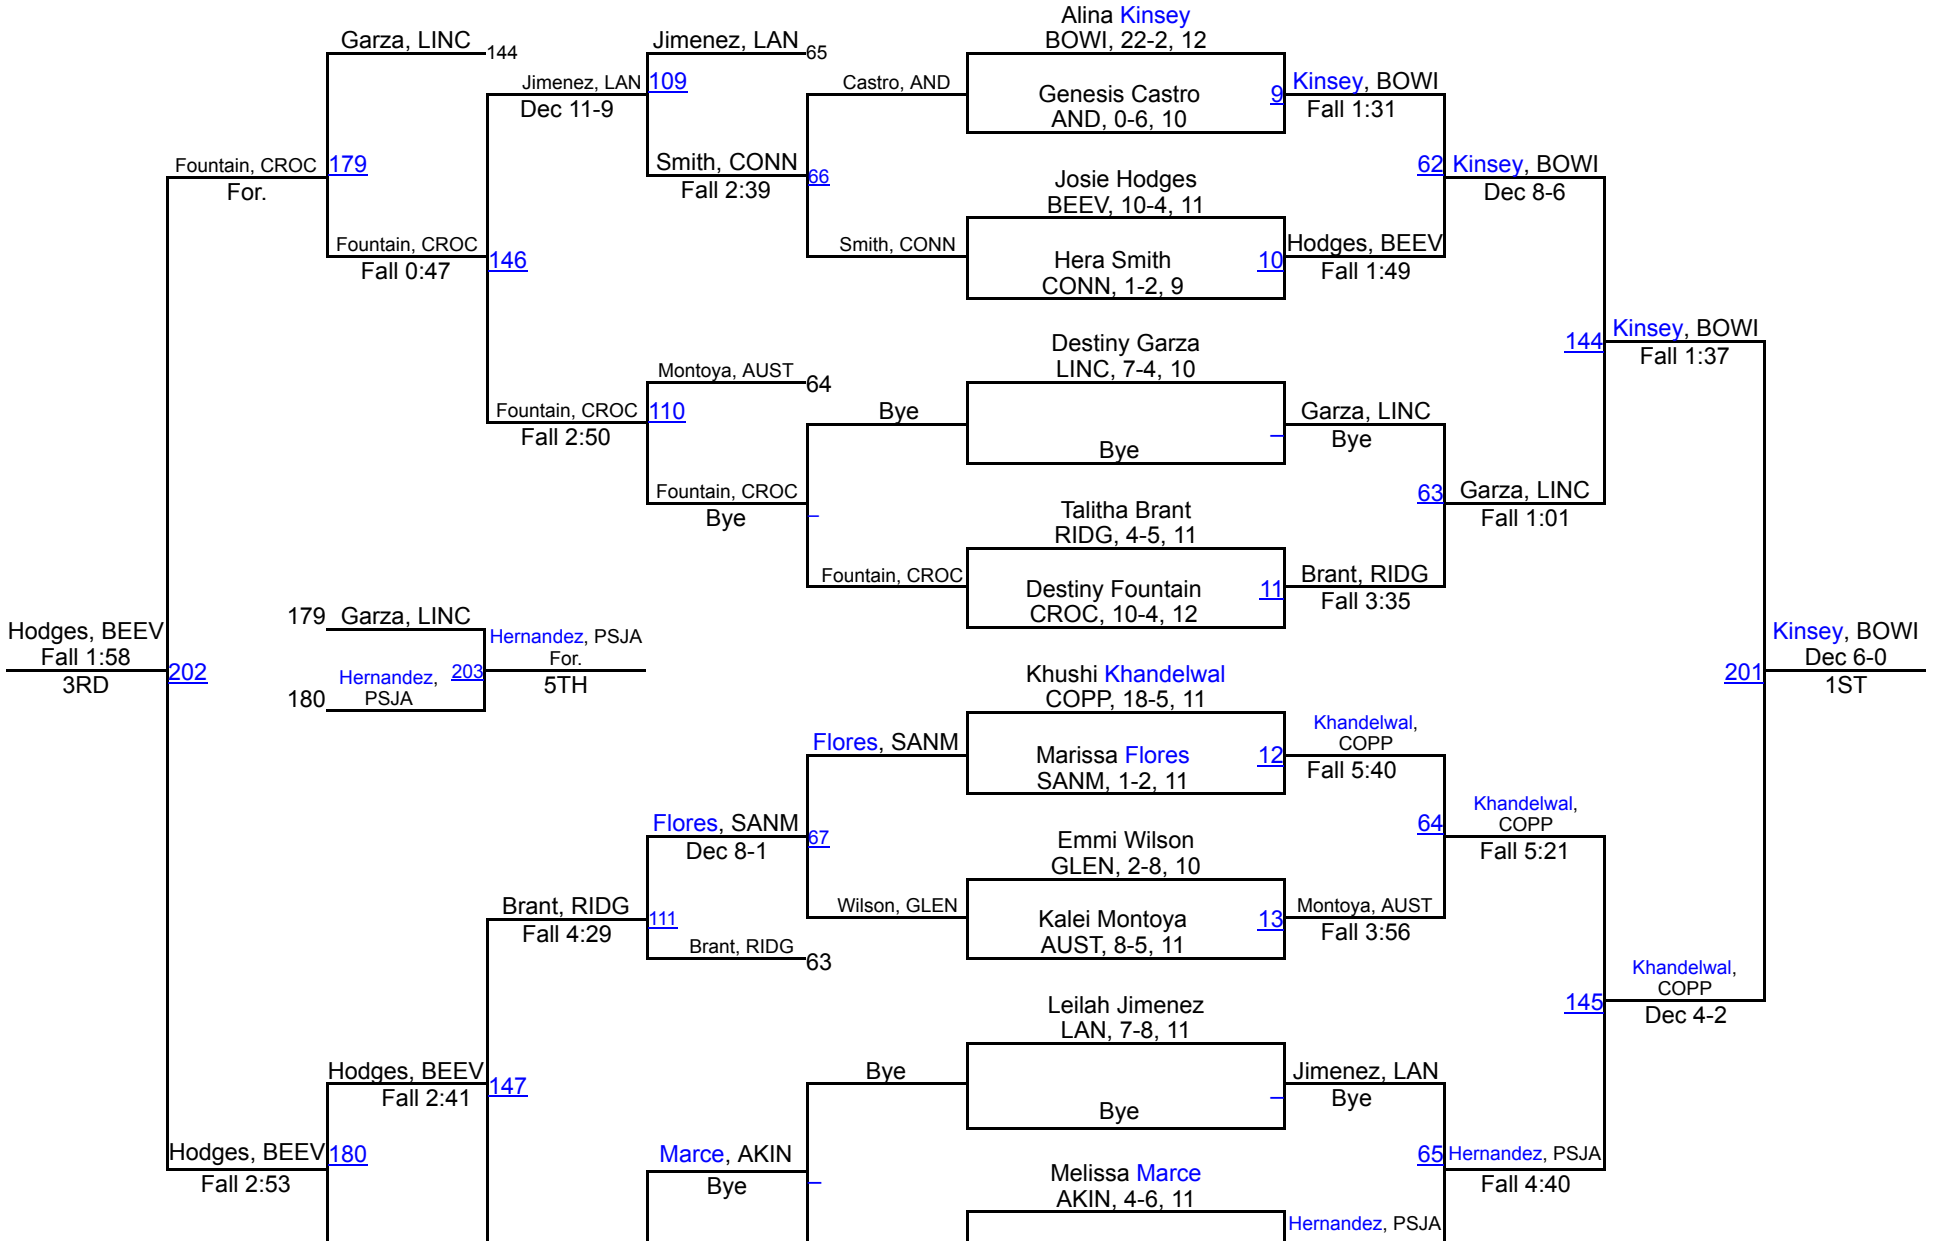 Alina Kinsey
BOWI, 22-2, 12
Garza, LINC 144
Jimenez, LAN 65
Jimenez, LAN 109
Dec 11-9
Castro, AND
Genesis Castro
AND, 0-6, 10
9 Kinsey, BOWI
Fall 1:31
Fountain, CROC 179
For.
Smith, CONN
Fall 2:39
66
Josie Hodges
BEEV, 10-4, 11
62 Kinsey, BOWI
Dec 8-6
Fountain, CROC
Fall 0:47
146
Smith, CONN
Hera Smith
CONN, 1-2, 9
10
Hodges, BEEV
Fall 1:49
Destiny Garza
LINC, 7-4, 10
144
Kinsey, BOWI
Fall 1:37
Montoya, AUST 64
Fountain, CROC 110
Fall 2:50
Bye
Bye
Garza, LINC
Bye
Fountain, CROC
Bye
Talitha Brant
RIDG, 4-5, 11
63 Garza, LINC
Fall 1:01
Fountain, CROC
Destiny Fountain
CROC, 10-4, 12
11
Brant, RIDG
Fall 3:35
Hodges, BEEV
Fall 1:58
3RD
202
179 Garza, LINC
Hernandez,
180 PSJA
203
Hernandez, PSJA
For.
5TH
201
Kinsey, BOWI
Dec 6-0
1ST
Khushi Khandelwal
COPP, 18-5, 11
Flores, SANM
Marissa Flores
SANM, 1-2, 11
12
Khandelwal,
COPP
Fall 5:40
Flores, SANM
Dec 8-1
67
Emmi Wilson
GLEN, 2-8, 10
64
Khandelwal,
COPP
Fall 5:21
Brant, RIDG
Fall 4:29
111
Brant, RIDG 63
Wilson, GLEN
Kalei Montoya
AUST, 8-5, 11
13
Montoya, AUST
Fall 3:56
Leilah Jimenez
LAN, 7-8, 11
145
Khandelwal,
COPP
Dec 4-2
Hodges, BEEV
Fall 2:41
147
Bye
Bye
Jimenez, LAN
Bye
Hodges, BEEV 180
Fall 2:53
Marce, AKIN
Bye
Melissa Marce
AKIN, 4-6, 11
65 Hernandez, PSJA
Fall 4:40
Hernandez, PSJA